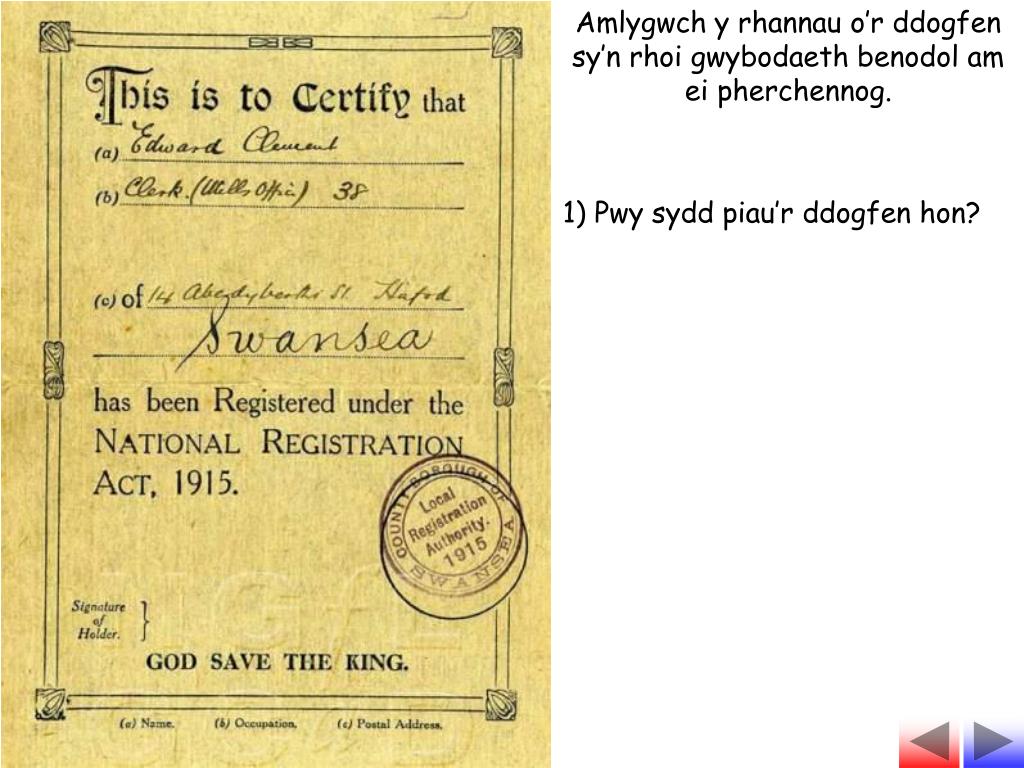 This is to Certify that
(a) Edward Clement
(b) Clerk. (Mills Office) 38
(c) of 14 St. Hafod
Swansea
has been Registered under the
NATIONAL REGISTRATION
ACT, 1915.
COUNTY BOROUGH OF
Local
Registration
Authority.
1915
SWANSEA
Signature
of
Holder.
GOD SAVE THE KING.
(a) Name. (b) Occupation. (c) Postal Address.
Amlygwch y rhannau o’r ddogfen
sy’n rhoi gwybodaeth benodol am
ei pherchennog.
1) Pwy sydd piau’r ddogfen hon?